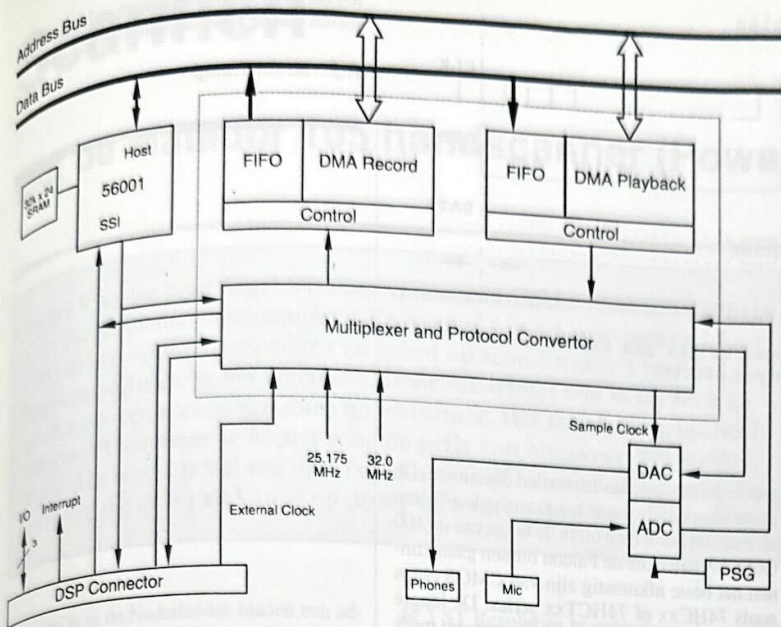 Address Bus
Data Bus
Host
56001
SSI
32k x 24
SRAM
FIFO
DMA Record
Control
FIFO
DMA Playback
Control
Multiplexer and Protocol Convertor
Sample Clock
25.175
MHz
32.0
MHz
DAC
ADC
I/O
3
Interrupt
External Clock
DSP Connector
Phones
Mic
PSG